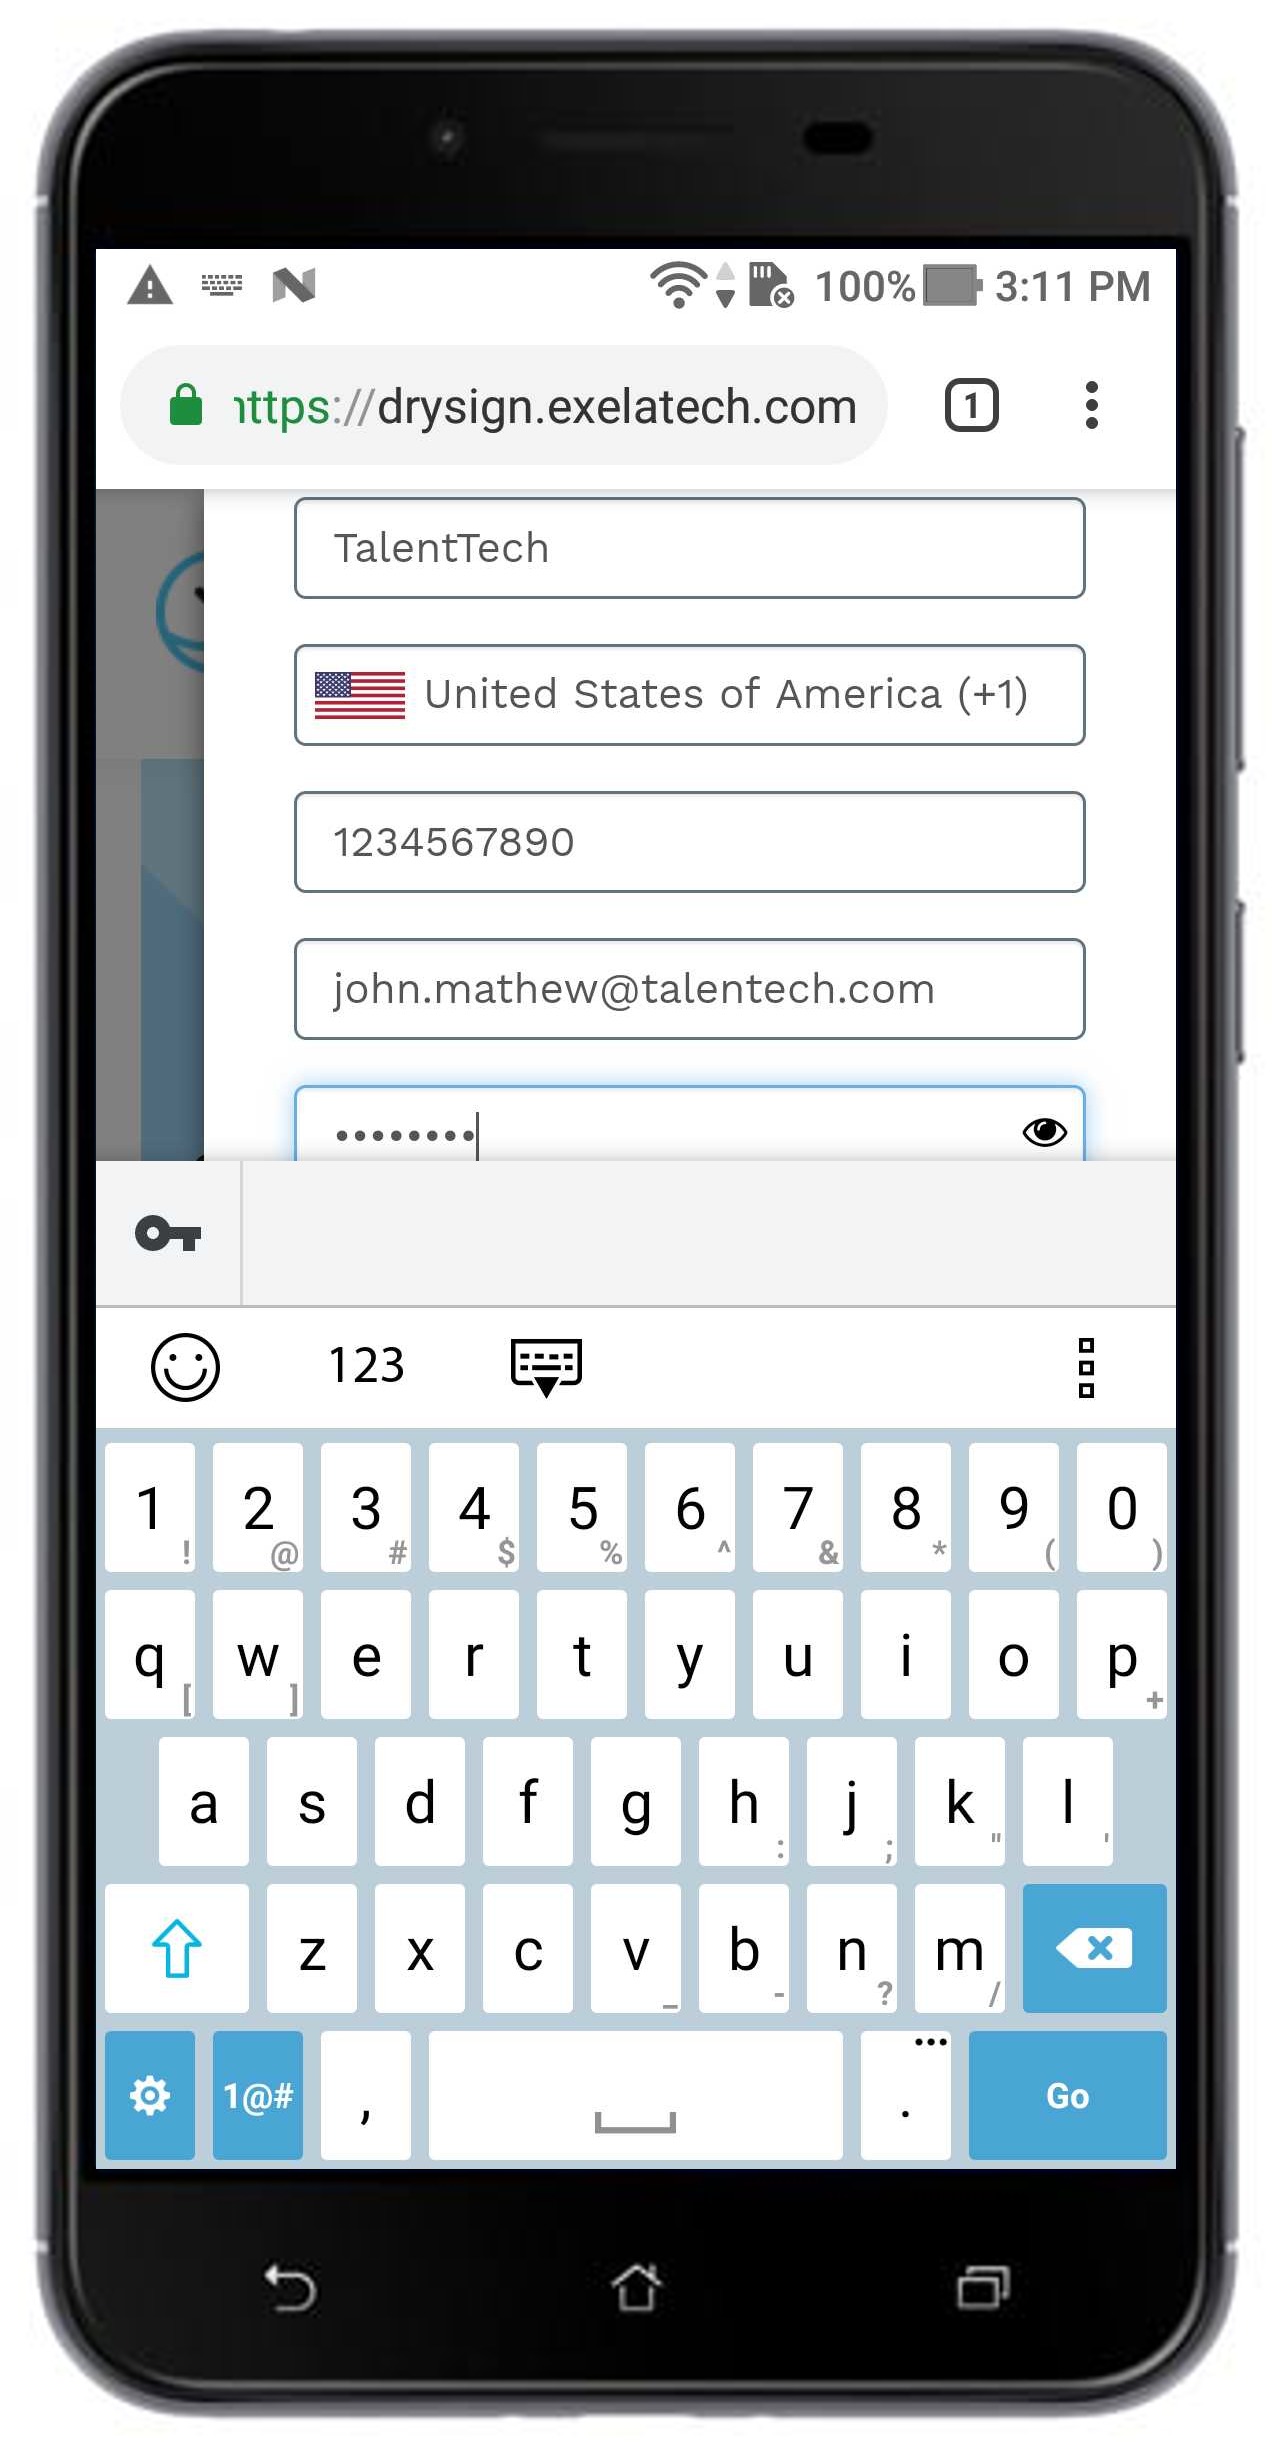 100% 3:11 PM
https://drysign.exelatech.com 1
TalentTech
United States of America (+1)
1234567890
john.mathew@talentech.com
••••••••
123
1 ! 2 @ 3 # 4 $ 5 % 6 ^ 7 & 8 * 9 ( 0 )
q [ w ] e r t y u i o p +
a s d f g h : j ; k " l '
z x c v _ b - n ? m /
1@# , . Go